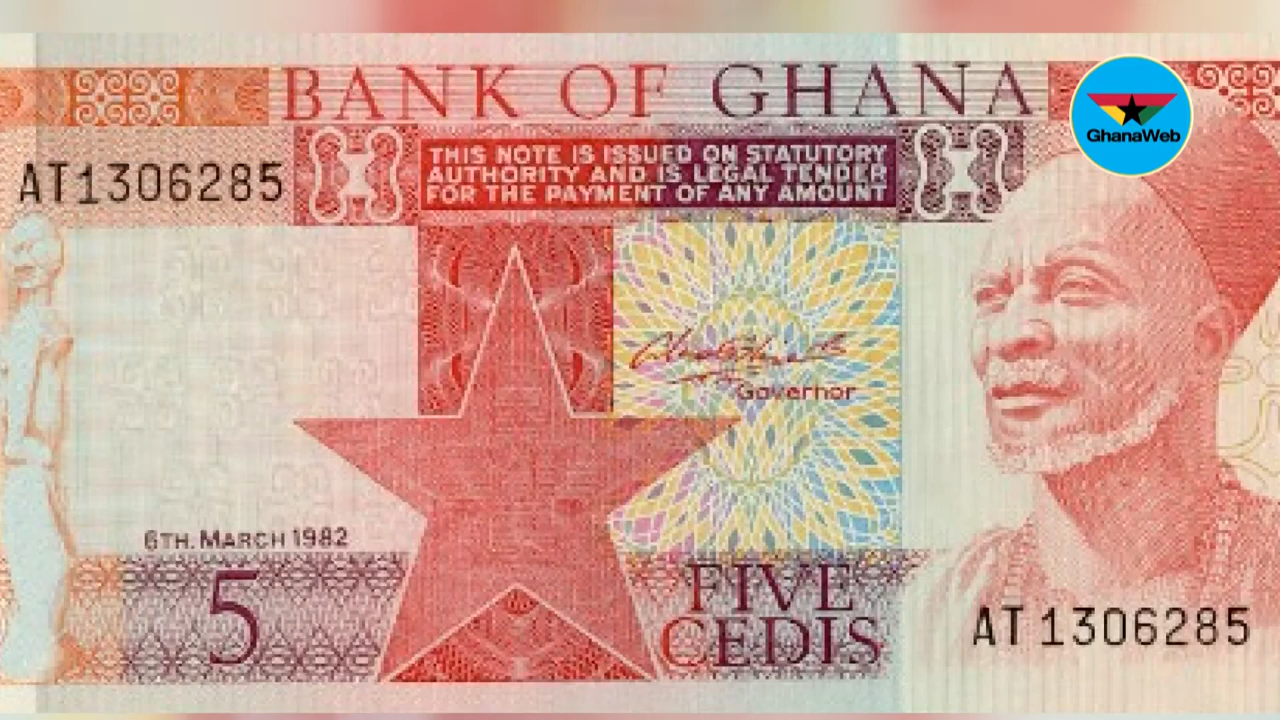 BANK OF GHANA
GhanaWeb
AT1306285
THIS NOTE IS ISSUED ON STATUTORY
AUTHORITY AND IS LEGAL TENDER
FOR THE PAYMENT OF ANY AMOUNT
Governor
6TH. MARCH 1982
5
FIVE
CEDIS
AT 1306285